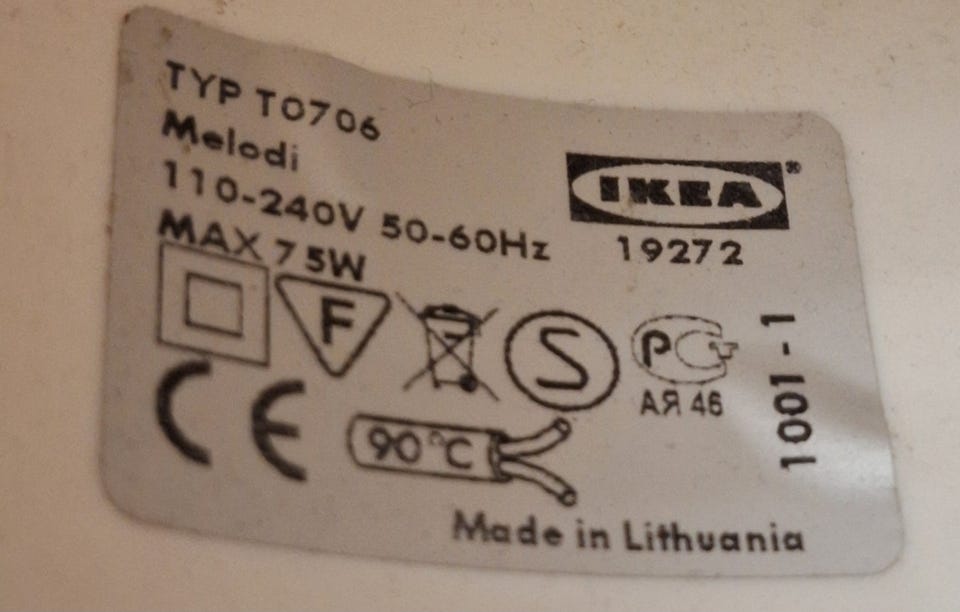 TYP T0706
Melodi
110-240V 50-60Hz
MAX 75W
IKEA®
19272
F
S
PC
АЯ 46
1001-1
CE
90°C
Made in Lithuania